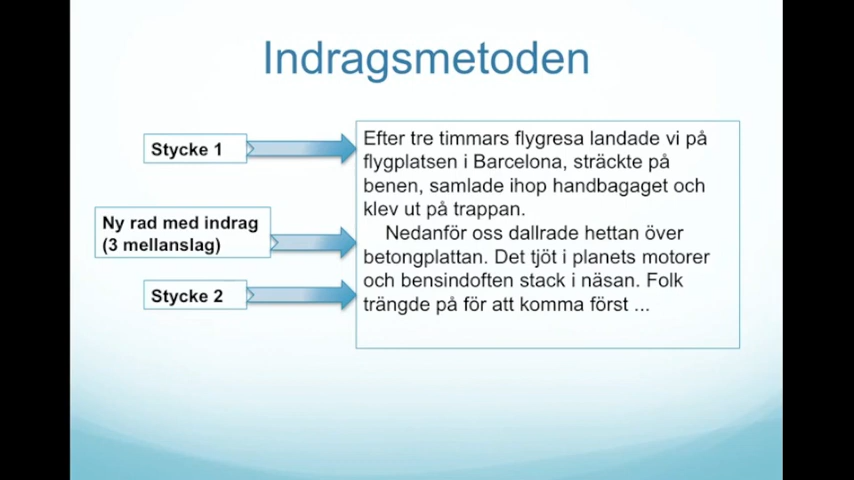 Indragsmetoden
Stycke 1
Efter tre timmars flygresa landade vi på
flygplatsen i Barcelona, sträckte på
benen, samlade ihop handbagaget och
klev ut på trappan.
Ny rad med indrag
(3 mellanslag)
Nedanför oss dallrade hettan över
betongplattan. Det tjöt i planets motorer
och bensindoften stack i näsan. Folk
trängde på för att komma först ...
Stycke 2